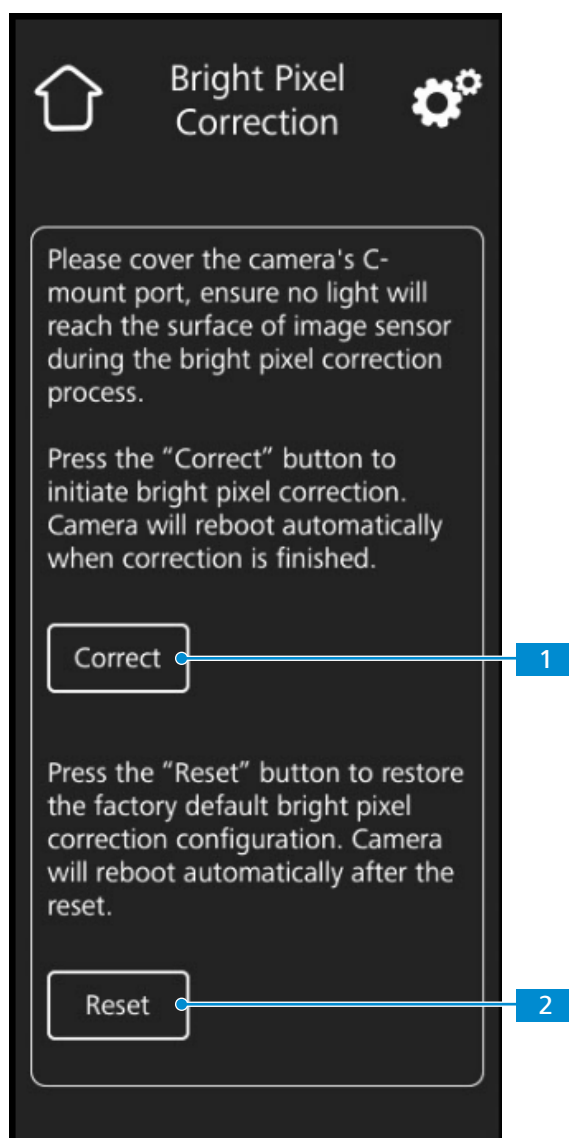 Bright Pixel
Correction
Please cover the camera's C-
mount port, ensure no light will
reach the surface of image sensor
during the bright pixel correction
process.
Press the “Correct” button to
initiate bright pixel correction.
Camera will reboot automatically
when correction is finished.
Correct
1
Press the “Reset” button to restore
the factory default bright pixel
correction configuration. Camera
will reboot automatically after the
reset.
Reset
2